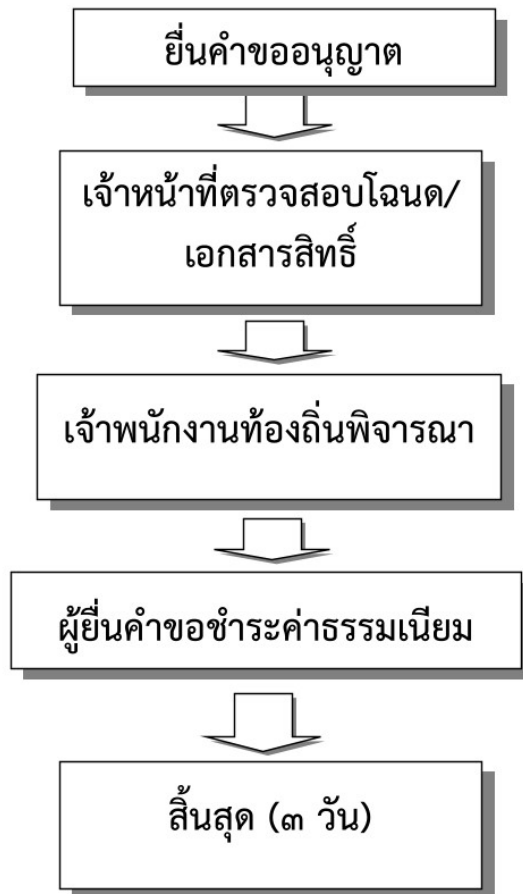 ยื่นคำขออนุญาต
เจ้าหน้าที่ตรวจสอบโฉนด/
เอกสารสิทธิ์
เจ้าพนักงานท้องถิ่นพิจารณา
ผู้ยื่นคำขอชำระค่าธรรมเนียม
สิ้นสุด (๓ วัน)